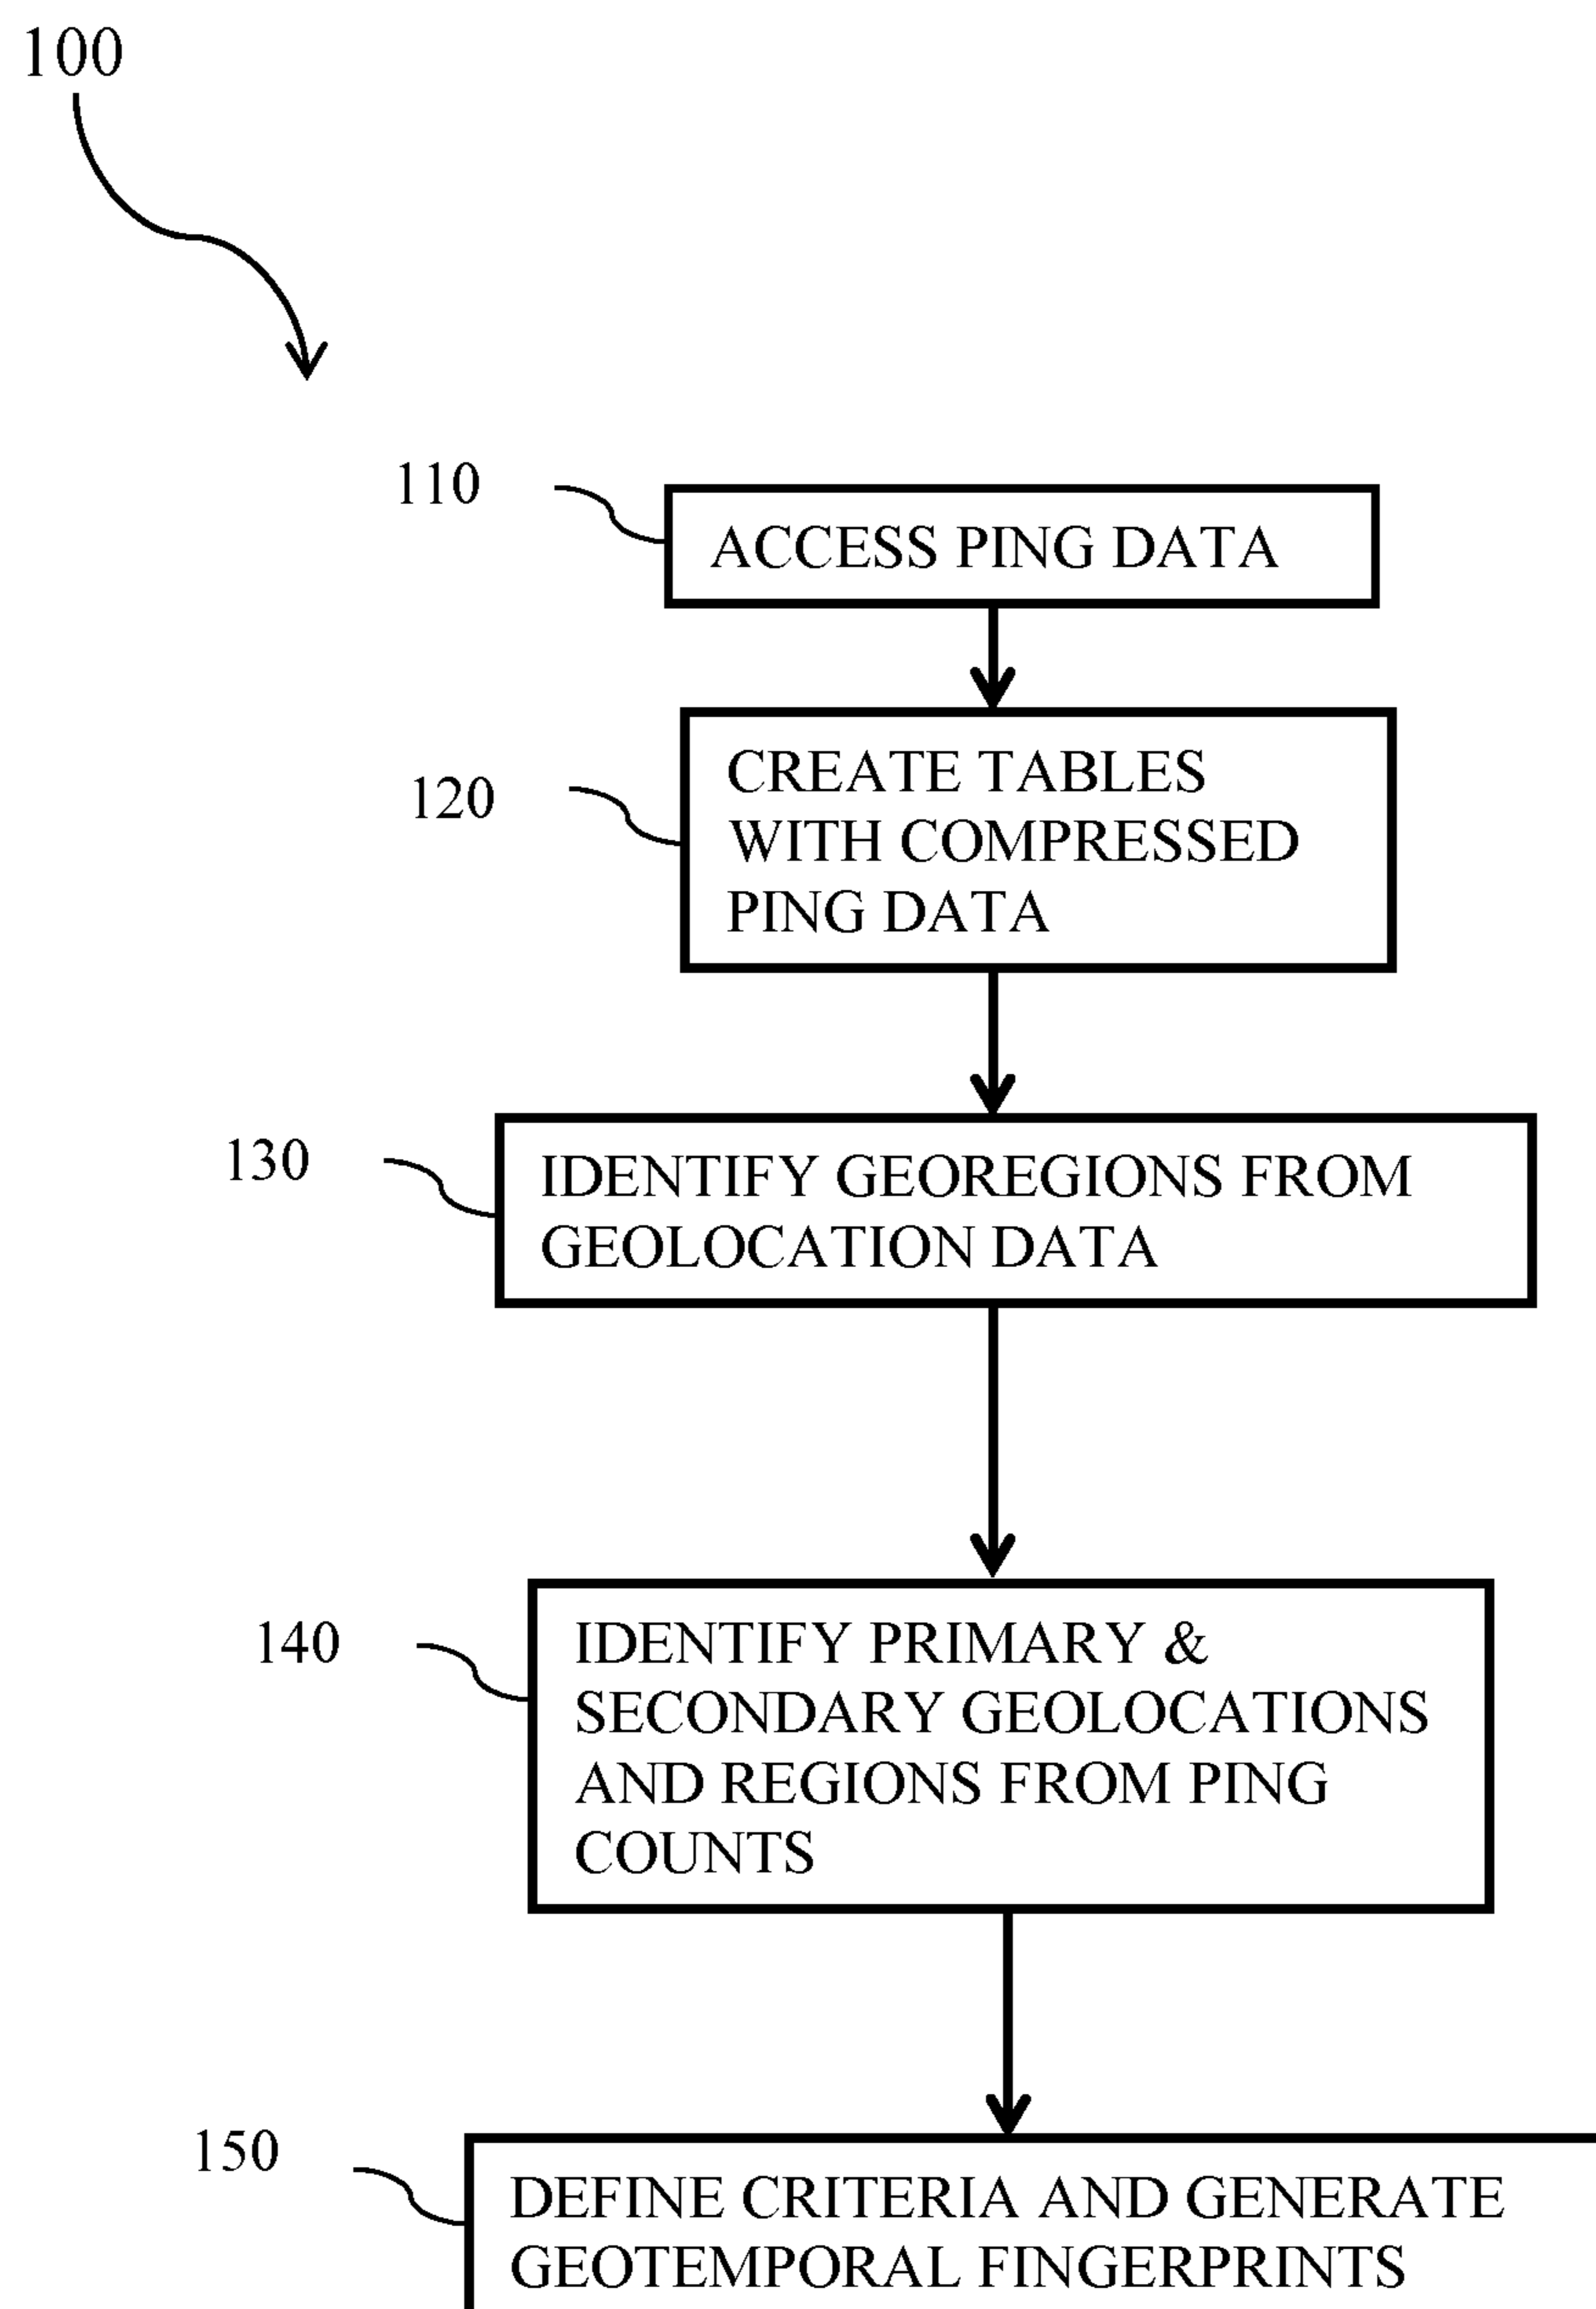 100
110
ACCESS PING DATA
120
CREATE TABLES
WITH COMPRESSED
PING DATA
130
IDENTIFY GEOREGIONS FROM
GEOLOCATION DATA
140
IDENTIFY PRIMARY &
SECONDARY GEOLOCATIONS
AND REGIONS FROM PING
COUNTS
150
DEFINE CRITERIA AND GENERATE
GEOTEMPORAL FINGERPRINTS